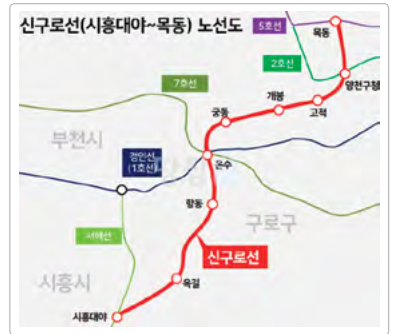 신구로선(시흥대야~목동) 노선도
5호선
목동
2호선
양천구청
7호선
개봉
고척
궁동
부천시
경인선
(1호선)
온수
항동
구로구
서해선
신구로선
시흥시
옥길
시흥대야